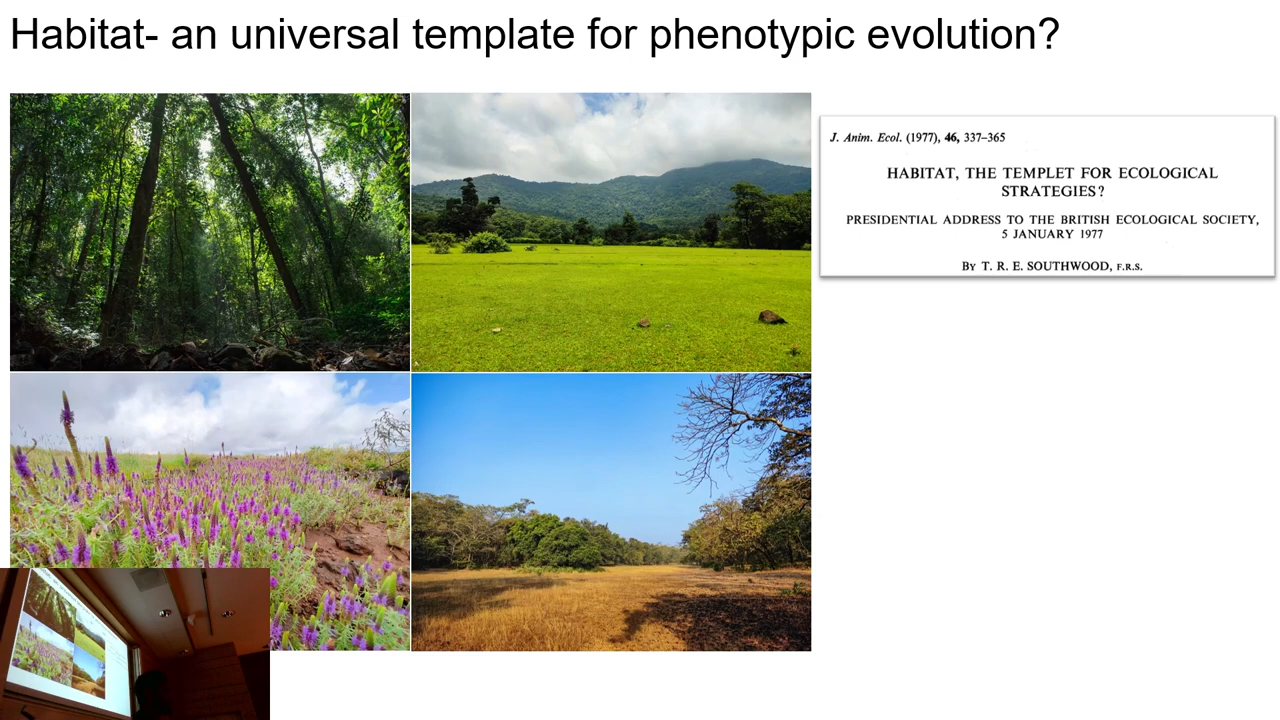 Habitat- an universal template for phenotypic evolution?
J. Anim. Ecol. (1977), 46, 337–365
HABITAT, THE TEMPLET FOR ECOLOGICAL
STRATEGIES?
PRESIDENTIAL ADDRESS TO THE BRITISH ECOLOGICAL SOCIETY,
5 JANUARY 1977
By T. R. E. SOUTHWOOD, F.R.S.